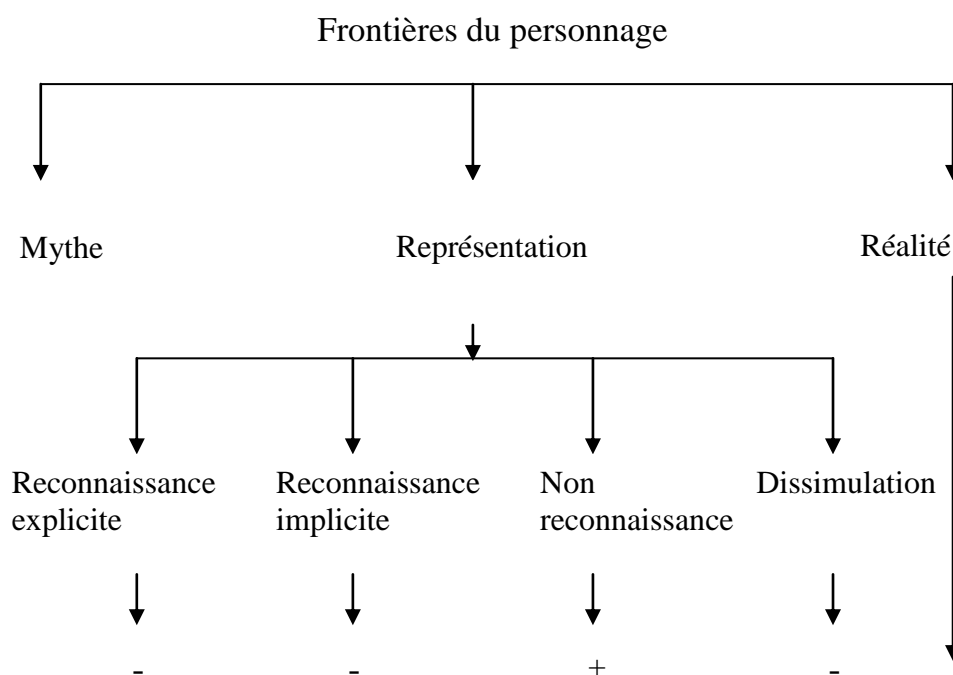 Frontières du personnage
Mythe Représentation Réalité
Reconnaissance explicite Reconnaissance implicite Non reconnaissance Dissimulation
- - + -